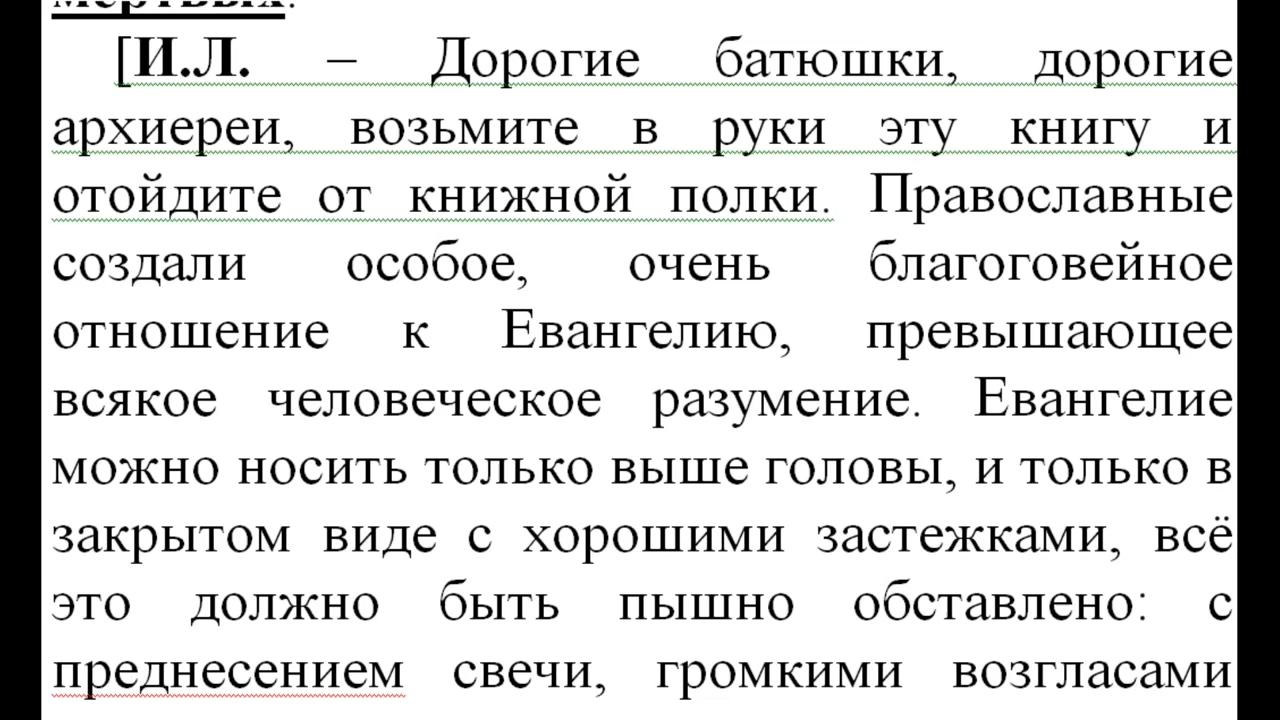 мертвых.
[И.Л. – Дорогие батюшки, дорогие
архиереи, возьмите в руки эту книгу и
отойдите от книжной полки. Православные
создали особое, очень благоговейное
отношение к Евангелию, превышающее
всякое человеческое разумение. Евангелие
можно носить только выше головы, и только в
закрытом виде с хорошими застежками, всё
это должно быть пышно обставлено: с
преднесением свечи, громкими возгласами